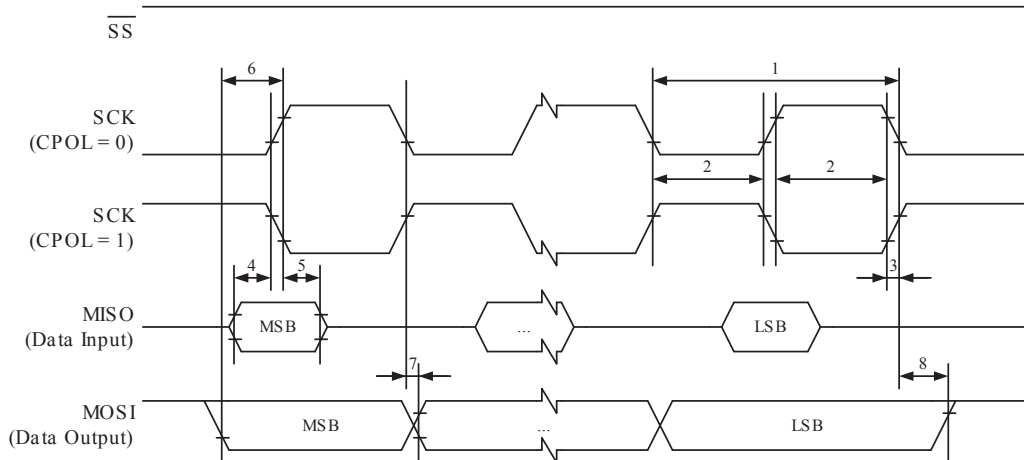 SS
6
1
SCK
(CPOL = 0)
2
2
SCK
(CPOL = 1)
4
5
3
MISO
(Data Input)
MSB
...
LSB
7
8
MOSI
(Data Output)
MSB
...
LSB